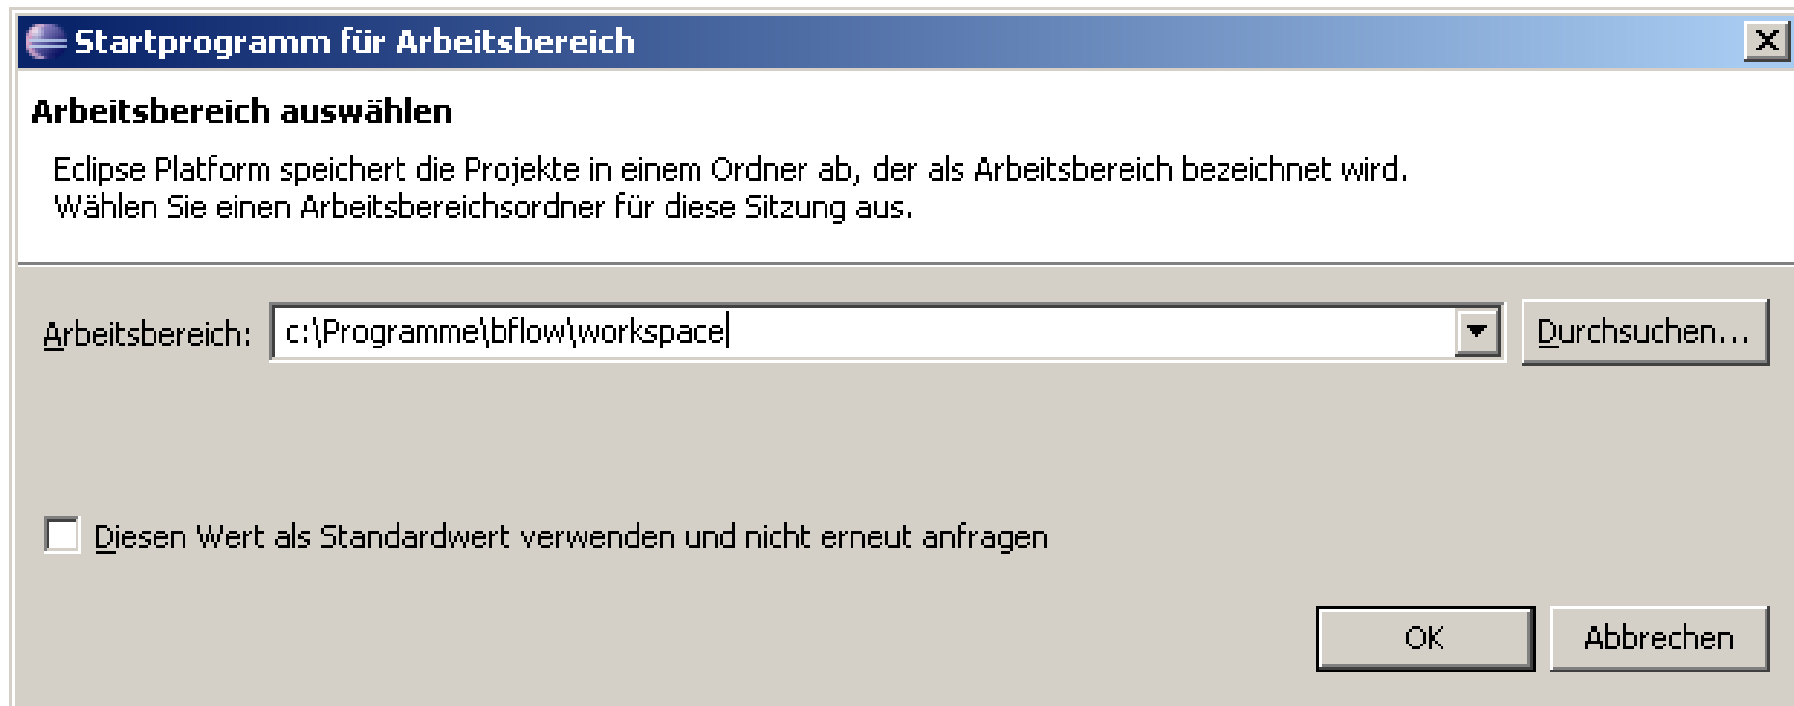 Startprogramm für Arbeitsbereich
Arbeitsbereich auswählen
Eclipse Platform speichert die Projekte in einem Ordner ab, der als Arbeitsbereich bezeichnet wird.
Wählen Sie einen Arbeitsbereichsordner für diese Sitzung aus.
Arbeitsbereich: c:\Programme\bflow\workspace Durchsuchen...
Diesen Wert als Standardwert verwenden und nicht erneut anfragen
OK Abbrechen